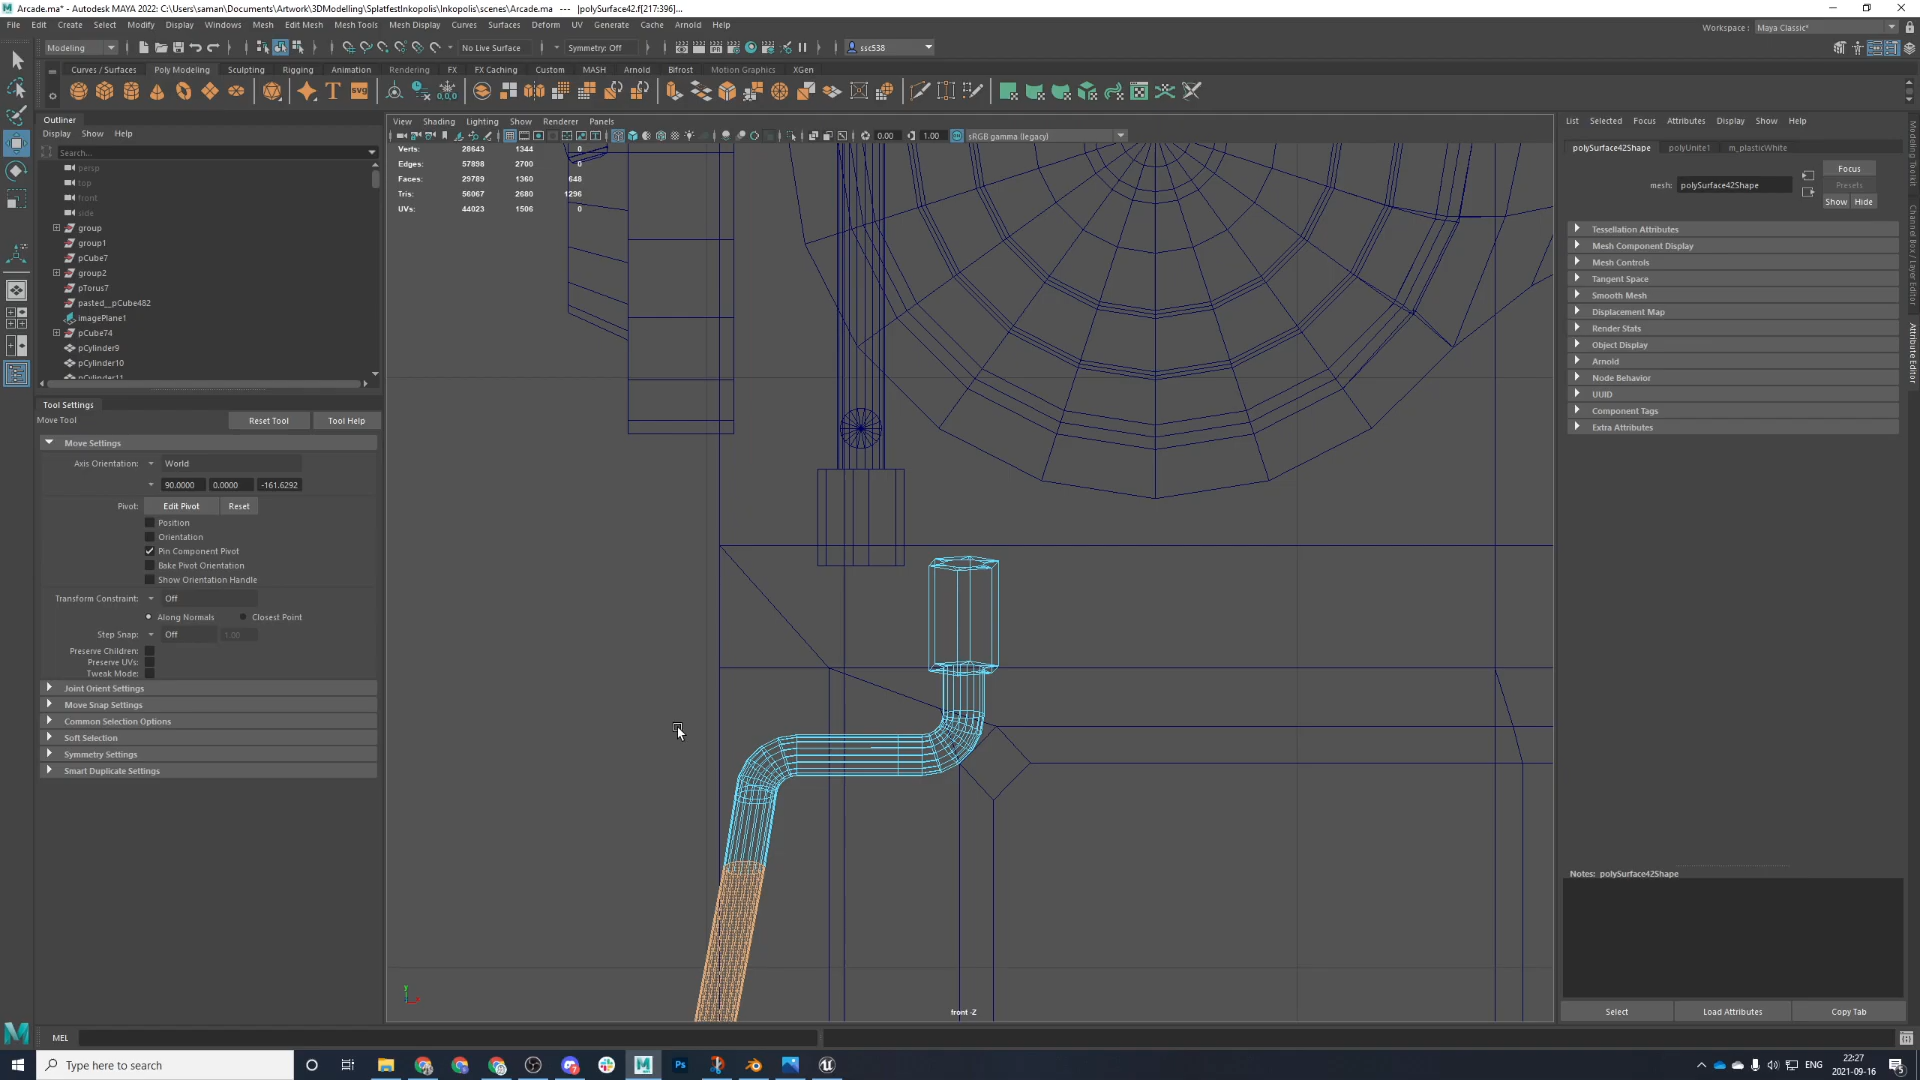 Arcade.ma* - Autodesk MAYA 2022: C:\Users\saman\Documents\Artwork\3DModelling\SplatfestInkopolis\Inkopolis\scenes\Arcade.ma --- |polySurface42.f[217:396]...
File Edit Create Select Modify Display Windows Mesh Edit Mesh Mesh Tools Mesh Display Curves Surfaces Deform UV Generate Cache Arnold Help
Workspace: Maya Classic*
Modeling No Live Surface Symmetry: Off ssc538
Curves / Surfaces Poly Modeling Sculpting Rigging Animation Rendering FX FX Caching Custom MASH Arnold Bifrost Motion Graphics XGen
Outliner
Display Show Help
Search...
persp
top
front
side
group
group1
pCube7
group2
pTorus7
pasted__pCube482
imagePlane1
pCube74
pCylinder9
pCylinder10
pCylinder11
Tool Settings
Move Tool Reset Tool Tool Help
Move Settings
Axis Orientation: World
90.0000 0.0000 -161.6292
Pivot: Edit Pivot Reset
Position
Orientation
Pin Component Pivot
Bake Pivot Orientation
Show Orientation Handle
Transform Constraint: Off
Along Normals Closest Point
Step Snap: Off 1.00
Preserve Children:
Preserve UVs:
Tweak Mode:
Joint Orient Settings
Move Snap Settings
Common Selection Options
Soft Selection
Symmetry Settings
Smart Duplicate Settings
View Shading Lighting Show Renderer Panels
0.00 1.00 sRGB gamma (legacy)
Verts: 28643 1344 0
Edges: 57898 2700 0
Faces: 29789 1360 648
Tris: 56067 2680 1296
UVs: 44023 1506 0
front -Z
List Selected Focus Attributes Display Show Help
polySurface42Shape polyUnite1 m_plasticWhite
Focus
mesh: polySurface42Shape Presets
Show Hide
Tessellation Attributes
Mesh Component Display
Mesh Controls
Tangent Space
Smooth Mesh
Displacement Map
Render Stats
Object Display
Arnold
Node Behavior
UUID
Component Tags
Extra Attributes
Notes: polySurface42Shape
Select Load Attributes Copy Tab
Modeling Toolkit
Channel Box / Layer Editor
Attribute Editor
MEL
Type here to search
ENG
22:27
2021-09-16